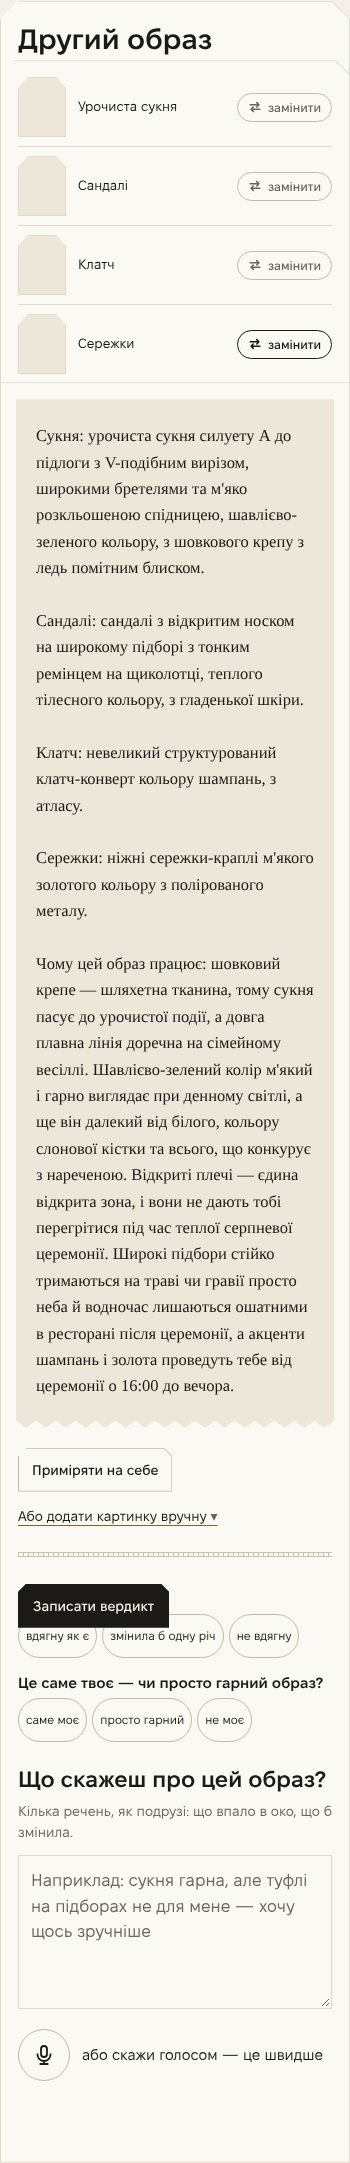 Другий образ
Урочиста сукня
замінити
Сандалі
замінити
Клатч
замінити
Сережки
замінити
Сукня: урочиста сукня силуету А до
підлоги з V-подібним вирізом,
широкими бретелями та м'яко
розкльошеною спідницею, шавлієво-
зеленого кольору, з шовкового крепу з
ледь помітним блиском.
Сандалі: сандалі з відкритим носком
на широкому підборі з тонким
ремінцем на щиколотці, теплого
тілесного кольору, з гладенької шкіри.
Клатч: невеликий структурований
клатч-конверт кольору шампань, з
атласу.
Сережки: ніжні сережки-краплі м'якого
золотого кольору з полірованого
металу.
Чому цей образ працює: шовковий
крепе — шляхетна тканина, тому сукня
пасує до урочистої події, а довга
плавна лінія доречна на сімейному
весіллі. Шавлієво-зелений колір м'який
і гарно виглядає при денному світлі, а
ще він далекий від білого, кольору
слонової кістки та всього, що конкурує
з нареченою. Відкриті плечі — єдина
відкрита зона, і вони не дають тобі
перегрітися під час теплої серпневої
церемонії. Широкі підбори стійко
тримаються на траві чи гравії просто
неба й водночас лишаються ошатними
в ресторані після церемонії, а акценти
шампань і золота проведуть тебе від
церемонії о 16:00 до вечора.
Приміряти на себе
Або додати картинку вручну ▾
Записати вердикт
вдягну як є
змінила б одну річ
не вдягну
Це саме твоє — чи просто гарний образ?
саме моє
просто гарний
не моє
Що скажеш про цей образ?
Кілька речень, як подрузі: що впало в око, що б
змінила.
Наприклад: сукня гарна, але туфлі
на підборах не для мене — хочу
щось зручніше
або скажи голосом — це швидше